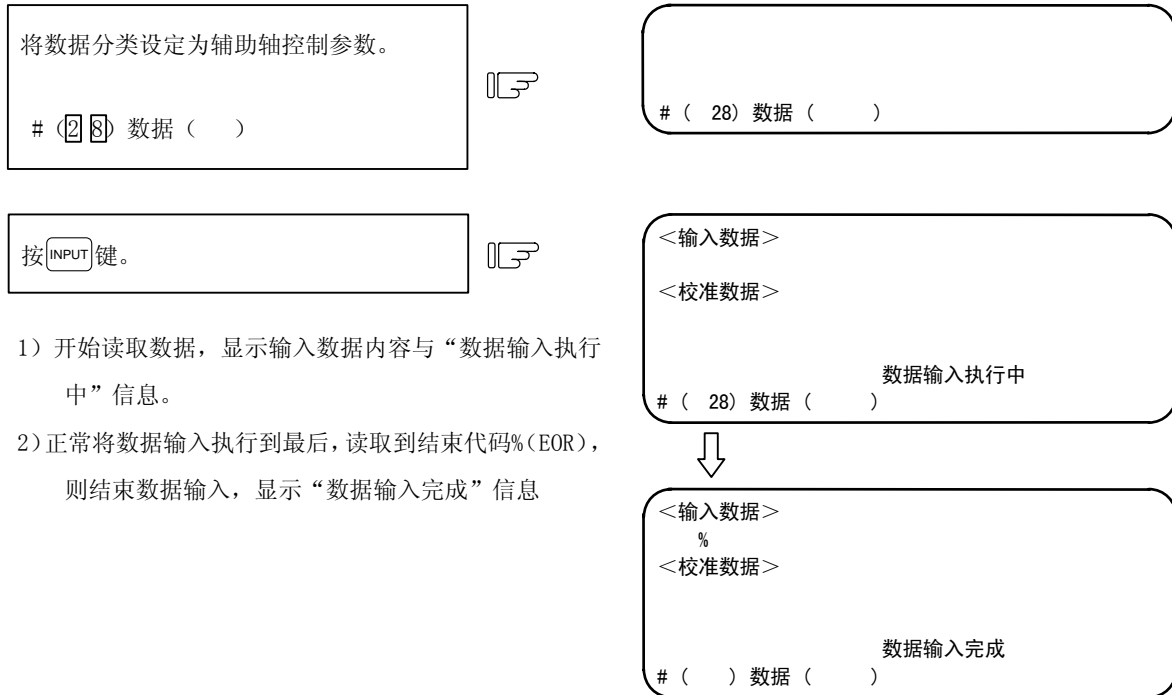 将数据分类设定为辅助轴控制参数。
# (2 8) 数据（ ）
# （ 28）数据（ ）
按INPUT键。
＜输入数据＞
＜校准数据＞
数据输入执行中
# （ 28）数据（ ）
1）开始读取数据，显示输入数据内容与“数据输入执行
中”信息。
2）正常将数据输入执行到最后，读取到结束代码%（EOR），
则结束数据输入，显示“数据输入完成”信息
＜输入数据＞
%
＜校准数据＞
数据输入完成
# （ ）数据（ ）